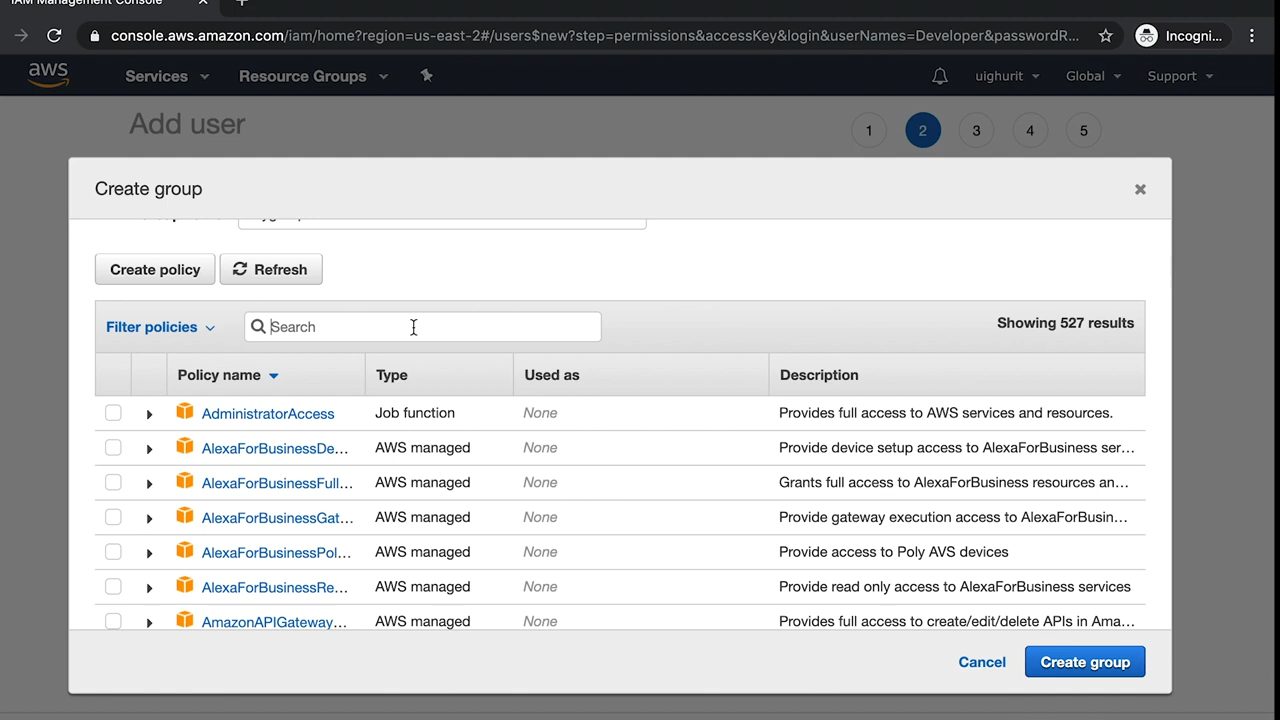 IAM Management Console
console.aws.amazon.com/iam/home?region=us-east-2#/users$new?step=permissions&accessKey&login&userNames=Developer&passwordR...
Incogni...
aws Services Resource Groups uighurit Global Support
Add user
1 2 3 4 5
Create group
Create policy Refresh
Filter policies Search Showing 527 results
Policy name Type Used as Description
AdministratorAccess Job function None Provides full access to AWS services and resources.
AlexaForBusinessDe... AWS managed None Provide device setup access to AlexaForBusiness ser...
AlexaForBusinessFull... AWS managed None Grants full access to AlexaForBusiness resources an...
AlexaForBusinessGat... AWS managed None Provide gateway execution access to AlexaForBusin...
AlexaForBusinessPol... AWS managed None Provide access to Poly AVS devices
AlexaForBusinessRe... AWS managed None Provide read only access to AlexaForBusiness services
AmazonAPIGateway... AWS managed None Provides full access to create/edit/delete APIs in Ama...
Cancel Create group